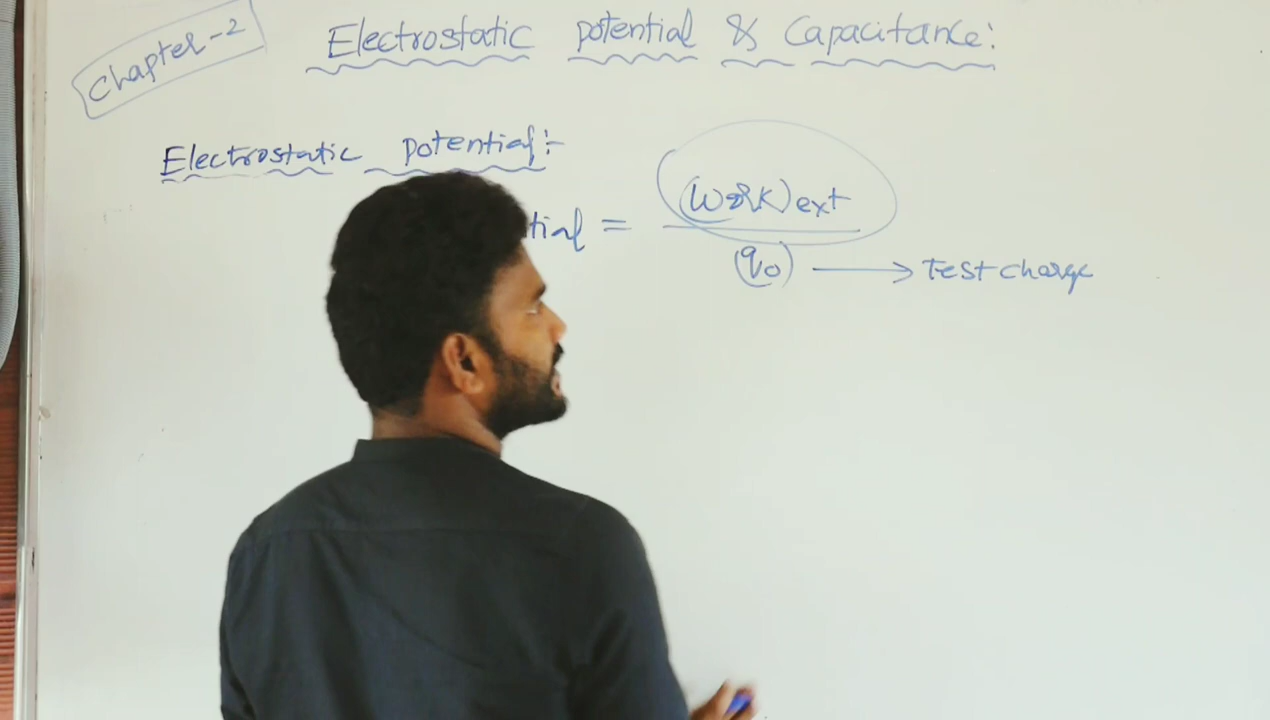 Chapter-2
Electrostatic potential & Capacitance:
Electrostatic potential:-
tial = (Work)ext
(q0) → Test charge